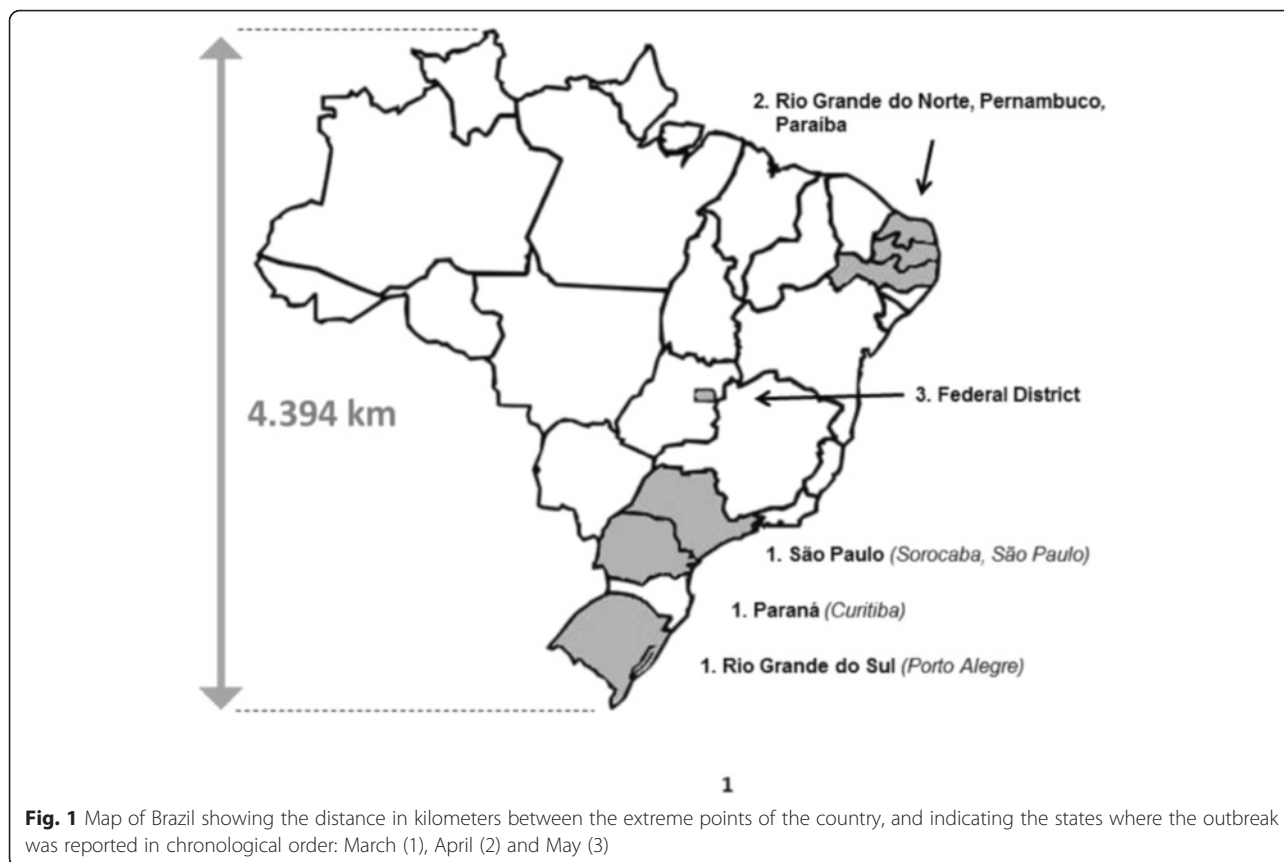 2. Rio Grande do Norte, Pernambuco,
Paraiba
3. Federal District
4.394 km
1. São Paulo (Sorocaba, São Paulo)
1. Paraná (Curitiba)
1. Rio Grande do Sul (Porto Alegre)
1
Fig. 1 Map of Brazil showing the distance in kilometers between the extreme points of the country, and indicating the states where the outbreak
was reported in chronological order: March (1), April (2) and May (3)